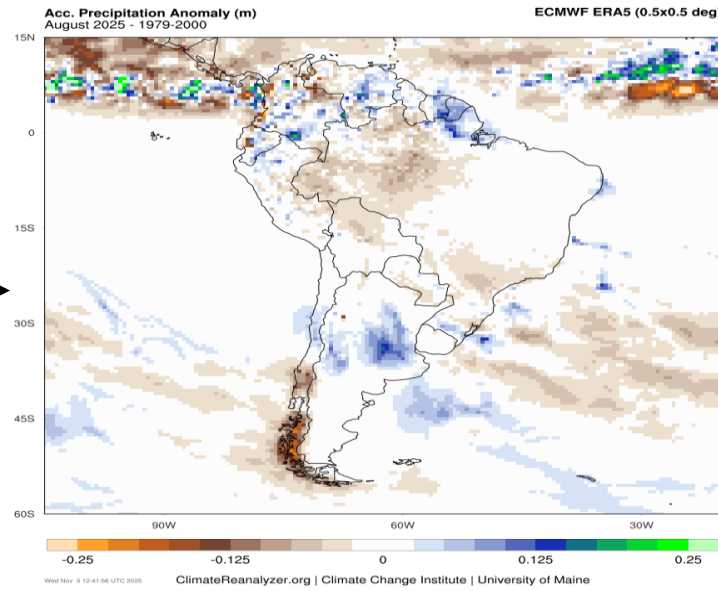 Acc. Precipitation Anomaly (m)
ECMWF ERA5 (0.5x0.5 deg
August 2025 - 1979-2000
15N
0
15S
30S
45S
60S
90W
60W
30W
-0.25
-0.125
0
0.125
0.25
Wed Nov 5 12:41:56 UTC 2025
ClimateReanalyzer.org | Climate Change Institute | University of Maine